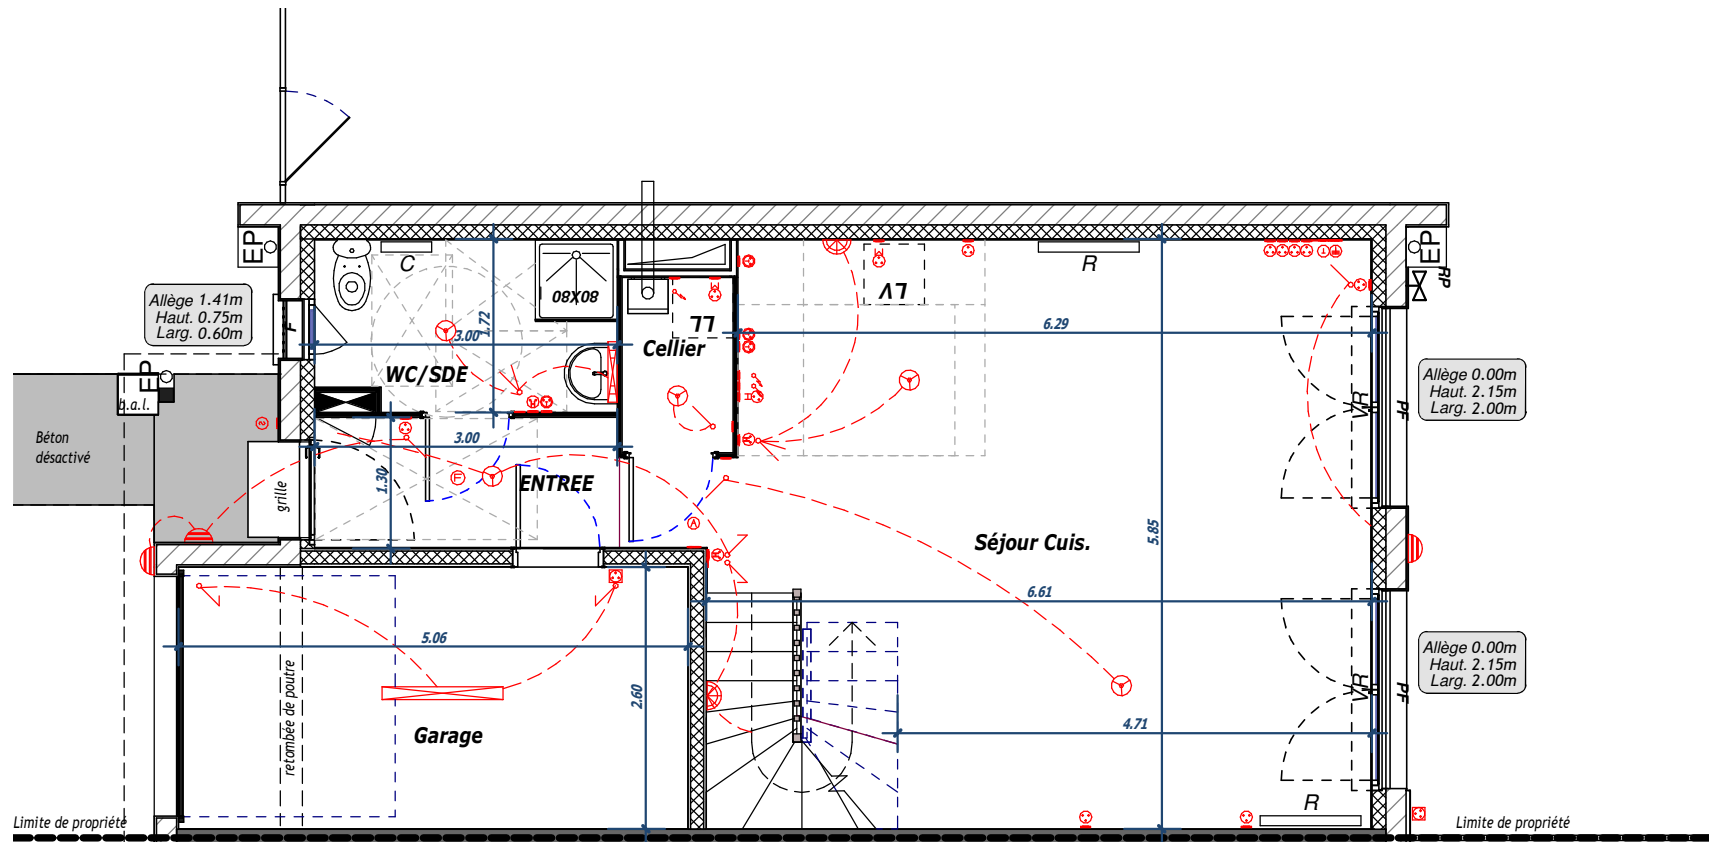 EP
C
80X80
R
EP
RP
Allège 1.41m
Haut. 0.75m
Larg. 0.60m
F
1.72
3.00
WC/SDE
LL
Cellier
LV
6.29
VR
PF
Allège 0.00m
Haut. 2.15m
Larg. 2.00m
EP
b.a.l.
Béton
désactivé
grille
3.00
1.30
ENTREE
Séjour Cuis.
5.85
6.61
5.06
2.60
retombée de poutre
Garage
4.71
VR
PF
Allège 0.00m
Haut. 2.15m
Larg. 2.00m
R
Limite de propriété
Limite de propriété